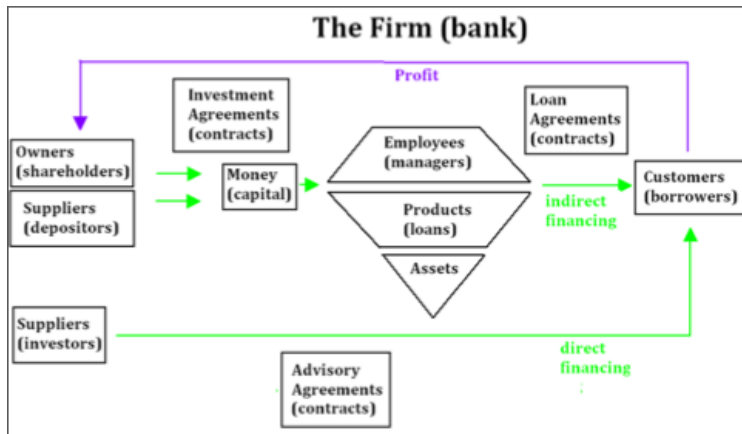 The Firm (bank)
Profit
Investment
Agreements
(contracts)
Loan
Agreements
(contracts)
Owners
(shareholders)
Suppliers
(depositors)
Money
(capital)
Employees
(managers)
Products
(loans)
Assets
indirect
financing
Customers
(borrowers)
Suppliers
(investors)
direct
financing
Advisory
Agreements
(contracts)